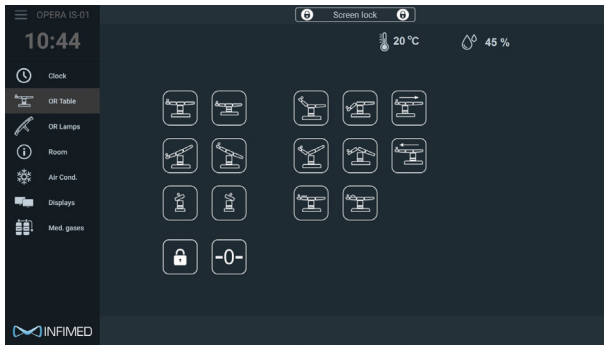 OPERA IS-01
Screen lock
10:44
20 °C
45 %
Clock
OR Table
OR Lamps
Room
Air Cond.
Displays
Med. gases
-0-
INFIMED